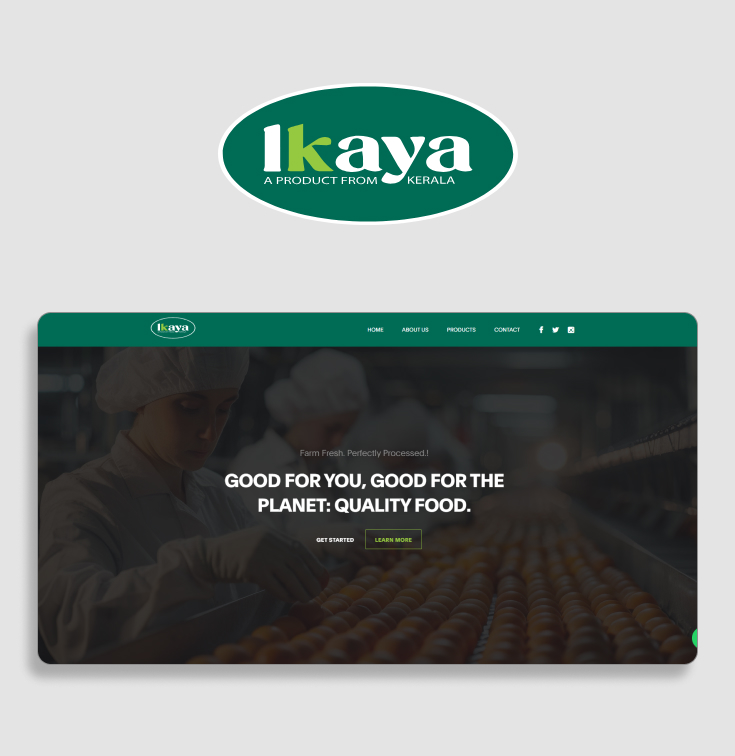 Ikaya
A PRODUCT FROM KERALA
Ikaya
HOME ABOUT US PRODUCTS CONTACT
Farm Fresh. Perfectly Processed.!
GOOD FOR YOU, GOOD FOR THE
PLANET: QUALITY FOOD.
GET STARTED LEARN MORE